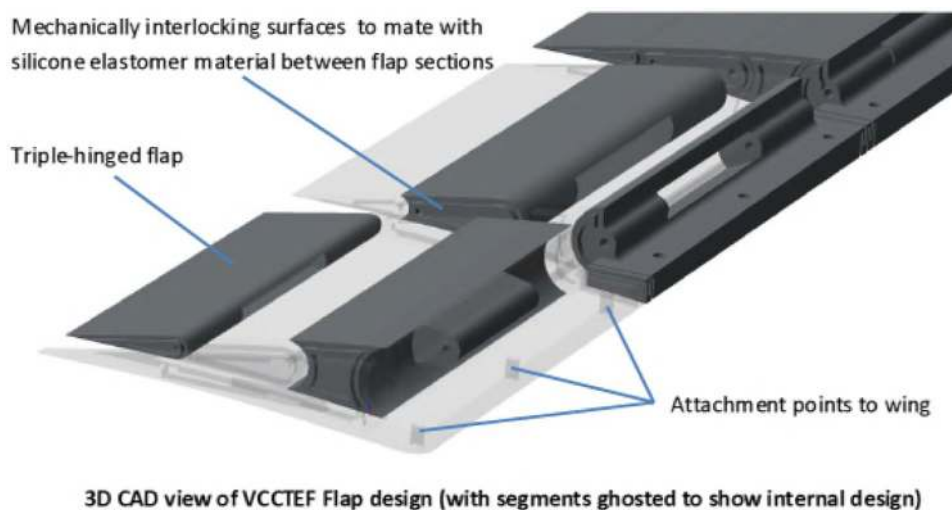 Mechanically interlocking surfaces to mate with
silicone elastomer material between flap sections
Triple-hinged flap
Attachment points to wing
3D CAD view of VCCTEF Flap design (with segments ghosted to show internal design)